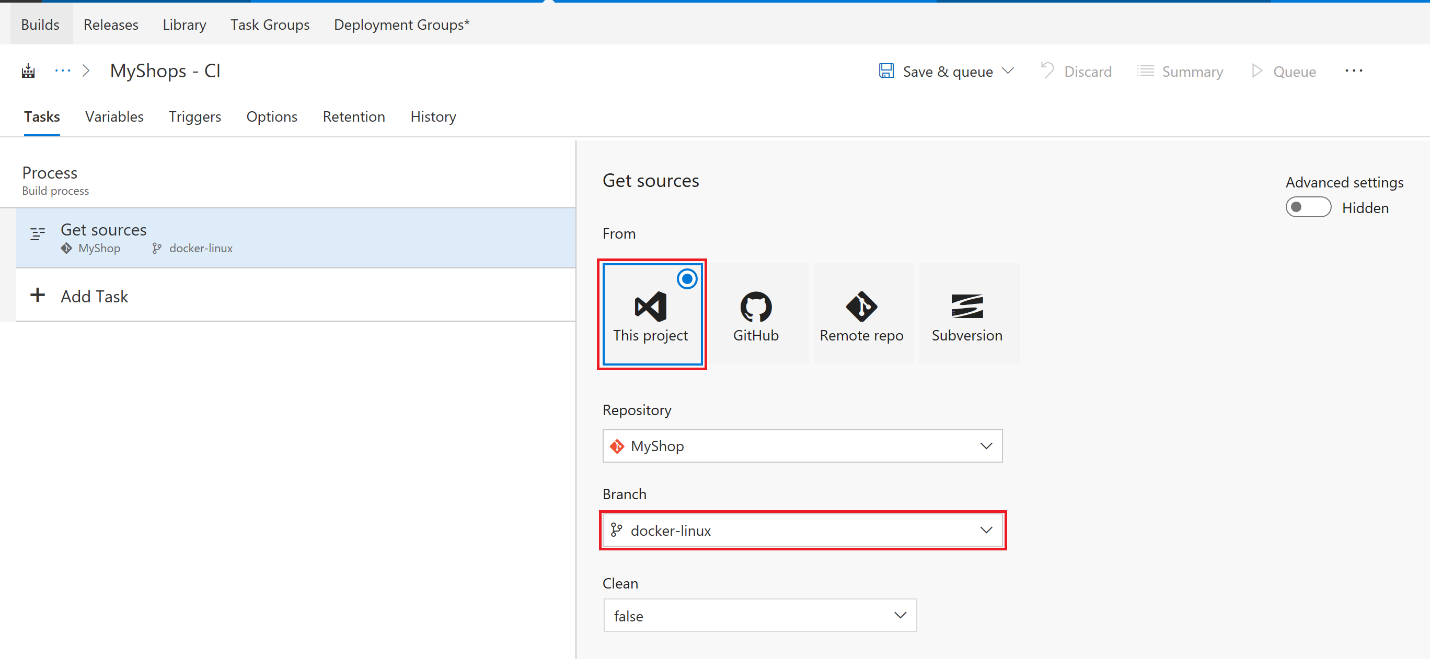 Builds Releases Library Task Groups Deployment Groups*
... MyShops - CI Save & queue Discard Summary Queue ...
Tasks Variables Triggers Options Retention History
Process
Build process
Get sources
MyShop docker-linux
Add Task
Get sources
Advanced settings
Hidden
From
This project GitHub Remote repo Subversion
Repository
MyShop
Branch
docker-linux
Clean
false